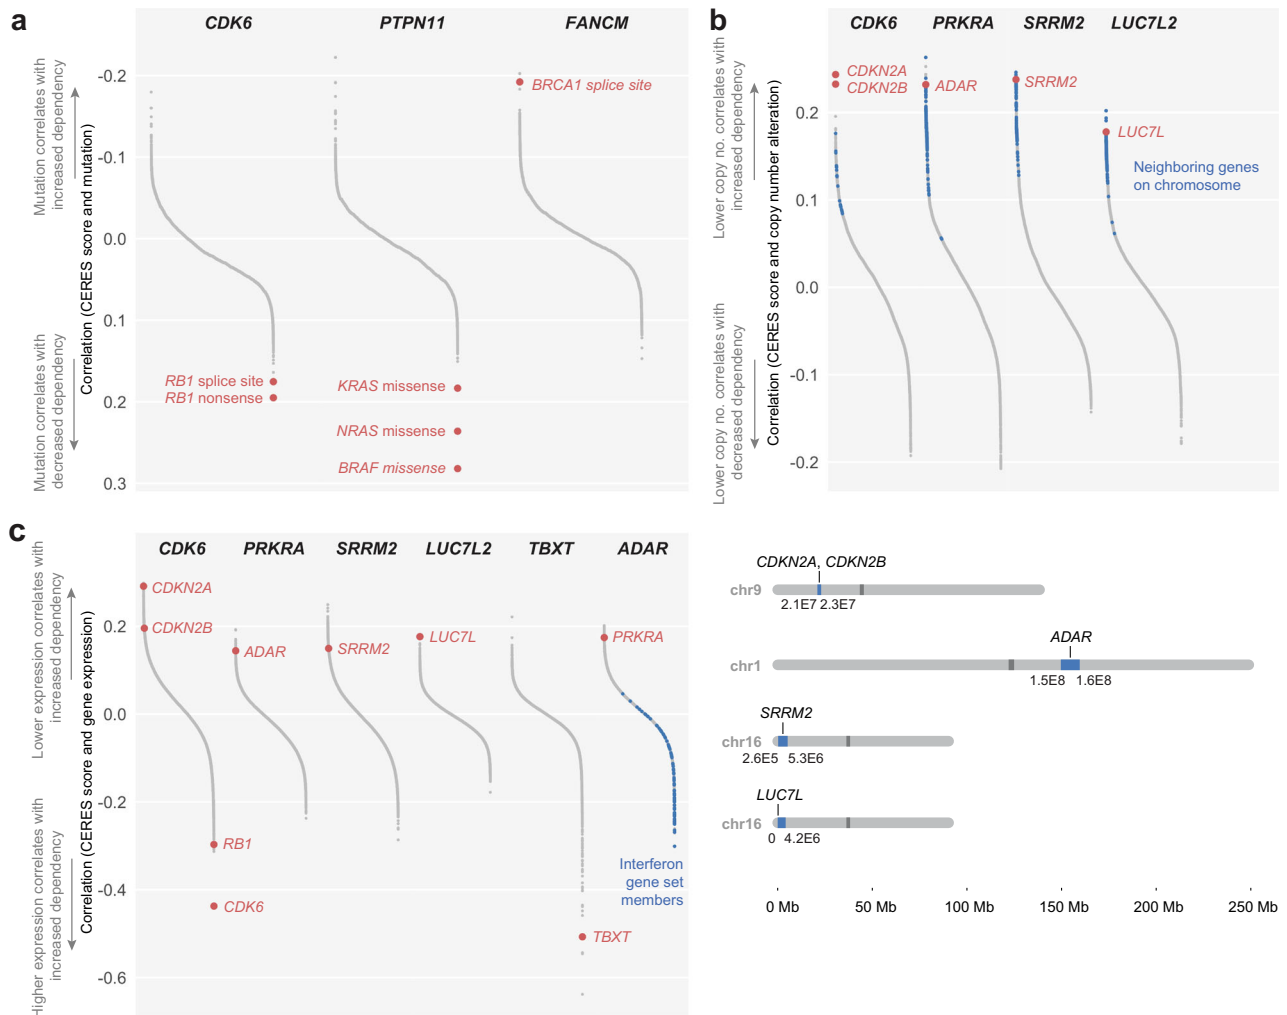 a
CDK6 PTPN11 FANCM
Mutation correlates with
increased dependency
Mutation correlates with
decreased dependency
Correlation (CERES score and mutation)
-0.2
-0.1
0.0
0.1
0.2
0.3
BRCA1 splice site
RB1 splice site
RB1 nonsense
KRAS missense
NRAS missense
BRAF missense
b
CDK6 PRKRA SRRM2 LUC7L2
Lower copy no. correlates with
increased dependency
Lower copy no. correlates with
decreased dependency
Correlation (CERES score and copy number alteration)
0.2
0.1
0.0
-0.1
-0.2
CDKN2A
CDKN2B
ADAR
SRRM2
LUC7L
Neighboring genes
on chromosome
c
CDK6 PRKRA SRRM2 LUC7L2 TBXT ADAR
Lower expression correlates with
increased dependency
Higher expression correlates with
increased dependency
Correlation (CERES score and gene expression)
0.2
0.0
-0.2
-0.4
-0.6
CDKN2A
CDKN2B
RB1
CDK6
ADAR
SRRM2
LUC7L
TBXT
PRKRA
Interferon
gene set
members
CDKN2A, CDKN2B
chr9
2.1E7 2.3E7
ADAR
chr1
1.5E8 1.6E8
SRRM2
chr16
2.6E5 5.3E6
LUC7L
chr16
0 4.2E6
0 Mb 50 Mb 100 Mb 150 Mb 200 Mb 250 Mb